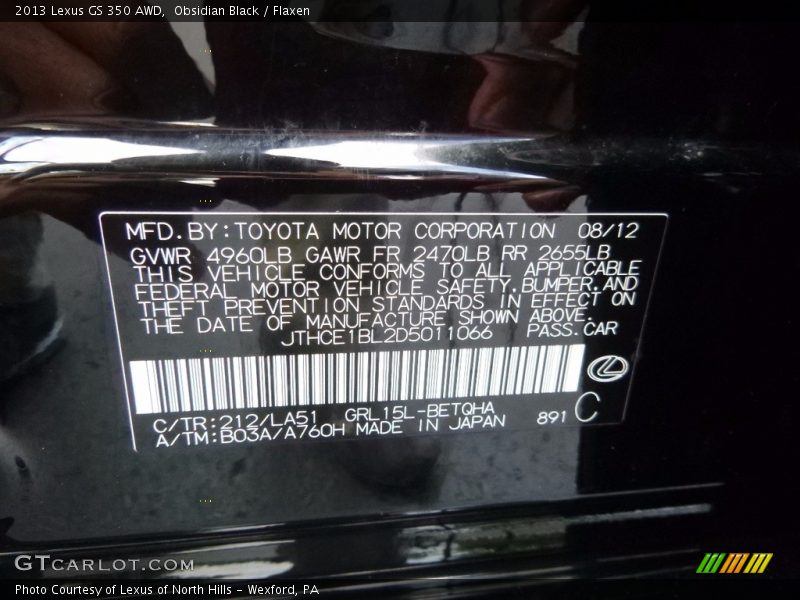 2013 Lexus GS 350 AWD, Obsidian Black / Flaxen
MFD.BY:TOYOTA MOTOR CORPORATION 08/12
GVWR 4960LB GAWR FR 2470LB RR 2655LB
THIS VEHICLE CONFORMS TO ALL APPLICABLE
FEDERAL MOTOR VEHICLE SAFETY,BUMPER,AND
THEFT PREVENTION STANDARDS IN EFFECT ON
THE DATE OF MANUFACTURE SHOWN ABOVE.
JTHCE1BL2D5011066 PASS.CAR
C/TR:212/LA51 GRL15L-BETQHA
A/TM:B03A/A760H MADE IN JAPAN 891 C
GTCARLOT.COM
Photo Courtesy of Lexus of North Hills - Wexford, PA